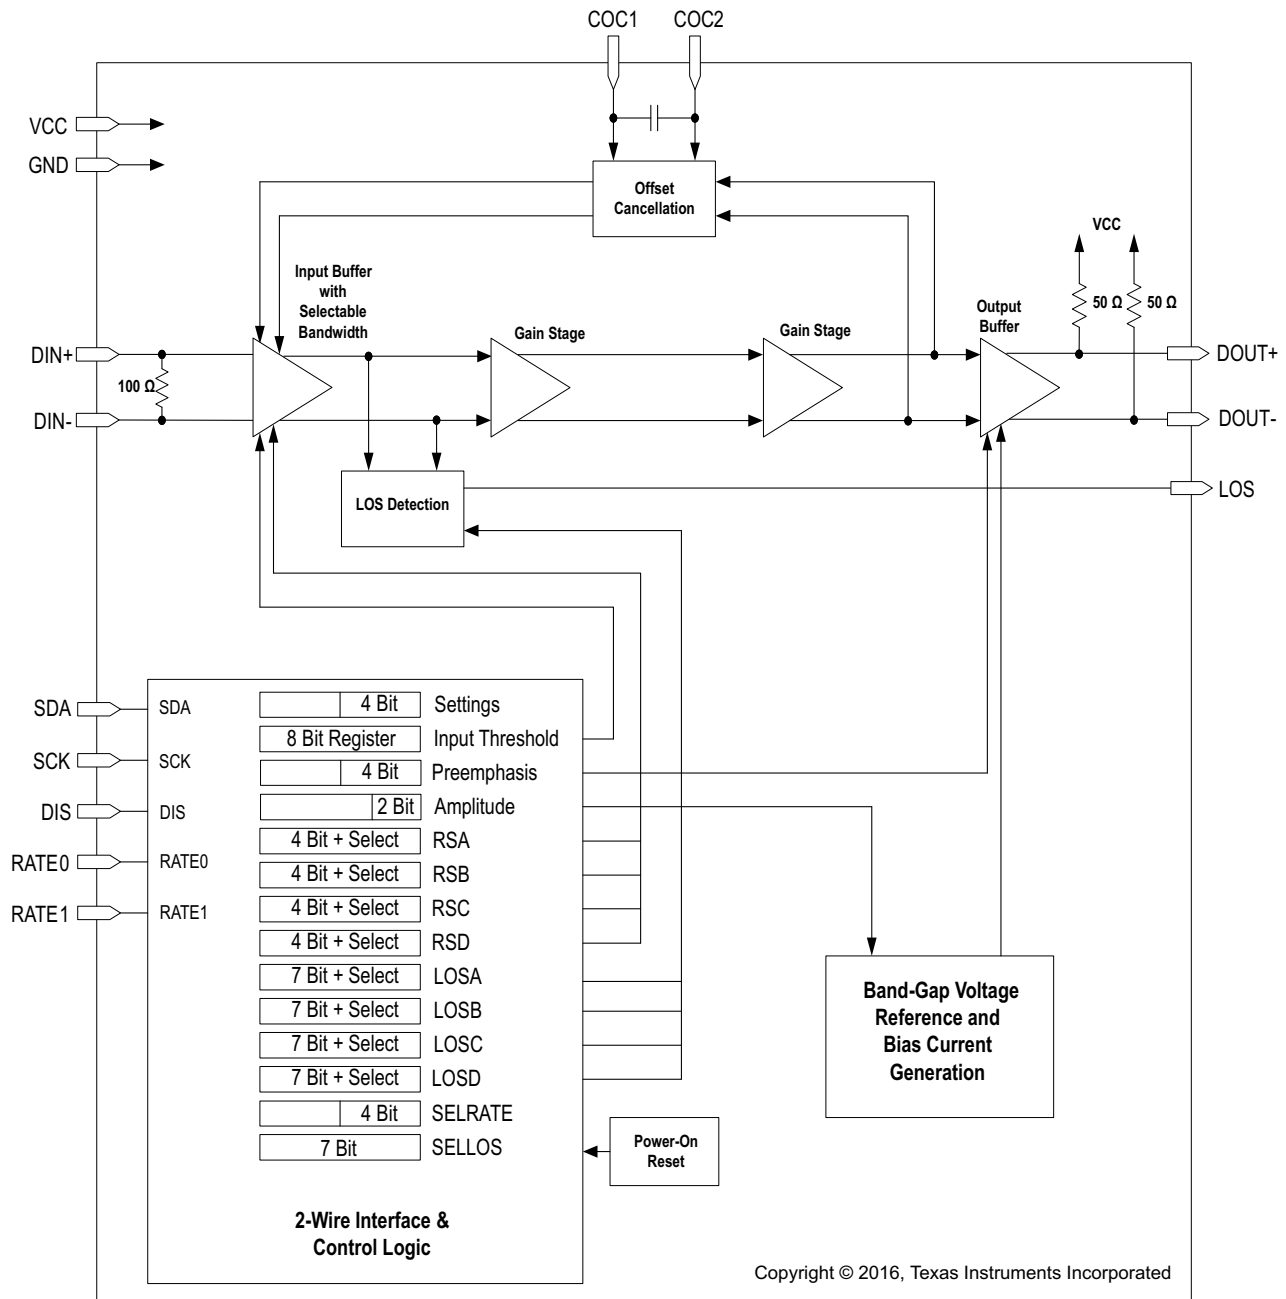 COC1 COC2
VCC
GND
Offset
Cancellation
VCC
Input Buffer
with
Selectable
Bandwidth
50 Ω 50 Ω
Output
Buffer
Gain Stage
Gain Stage
DIN+
DOUT+
100 Ω
DIN-
DOUT-
LOS Detection
LOS
SDA SDA
4 Bit Settings
8 Bit Register Input Threshold
SCK SCK
4 Bit Preemphasis
DIS DIS
2 Bit Amplitude
4 Bit + Select RSA
RATE0 RATE0
4 Bit + Select RSB
RATE1 RATE1
4 Bit + Select RSC
4 Bit + Select RSD
7 Bit + Select LOSA
7 Bit + Select LOSB
7 Bit + Select LOSC
7 Bit + Select LOSD
4 Bit SELRATE
7 Bit SELLOS
Band-Gap Voltage
Reference and
Bias Current
Generation
Power-On
Reset
2-Wire Interface &
Control Logic
Copyright © 2016, Texas Instruments Incorporated